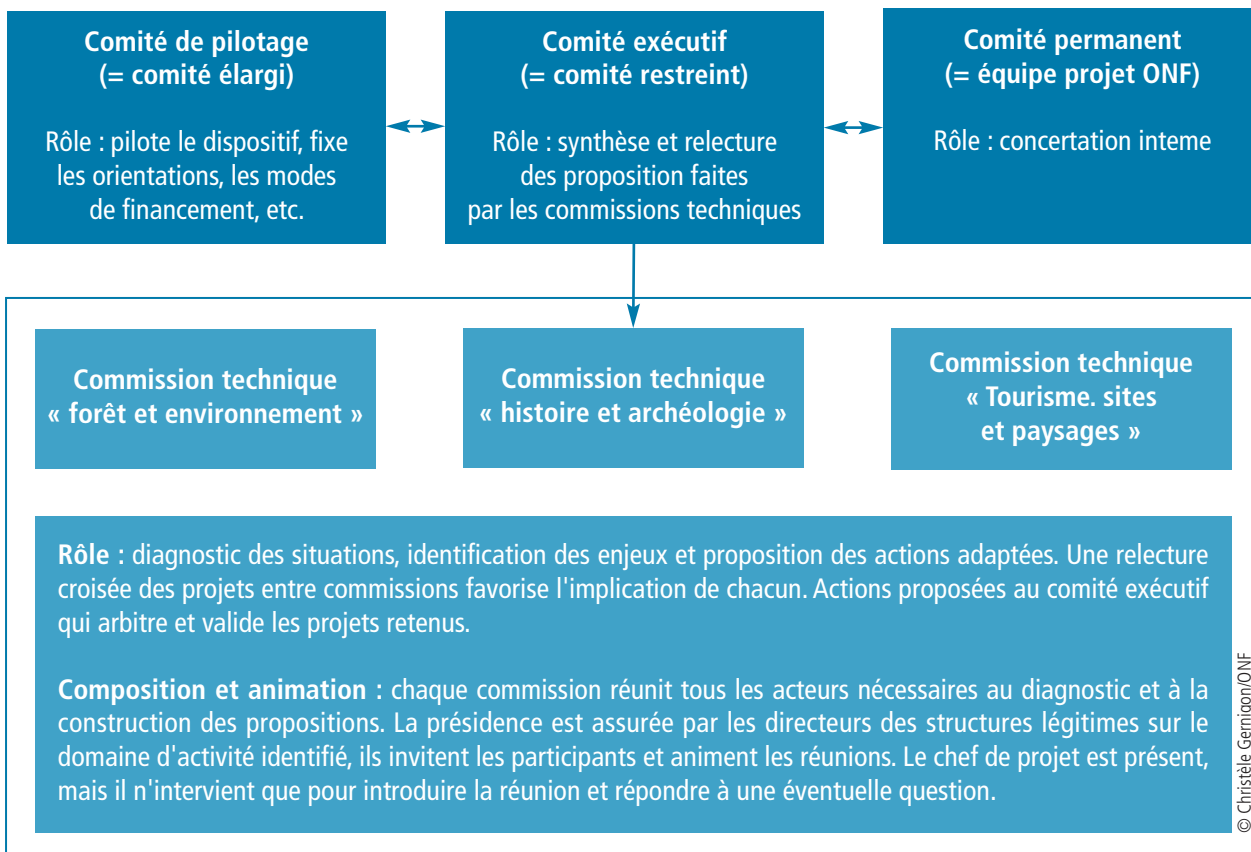 Comité de pilotage
(= comité élargi)
Rôle : pilote le dispositif, fixe
les orientations, les modes
de financement, etc.
Comité exécutif
(= comité restreint)
Rôle : synthèse et relecture
des proposition faites
par les commissions techniques
Comité permanent
(= équipe projet ONF)
Rôle : concertation inteme
Commission technique
« forêt et environnement »
Commission technique
« histoire et archéologie »
Commission technique
« Tourisme. sites
et paysages »
Rôle : diagnostic des situations, identification des enjeux et proposition des actions adaptées. Une relecture
croisée des projets entre commissions favorise l'implication de chacun. Actions proposées au comité exécutif
qui arbitre et valide les projets retenus.
Composition et animation : chaque commission réunit tous les acteurs nécessaires au diagnostic et à la
construction des propositions. La présidence est assurée par les directeurs des structures légitimes sur le
domaine d'activité identifié, ils invitent les participants et animent les réunions. Le chef de projet est présent,
mais il n'intervient que pour introduire la réunion et répondre à une éventuelle question.
© Christèle Gernigon/ONF